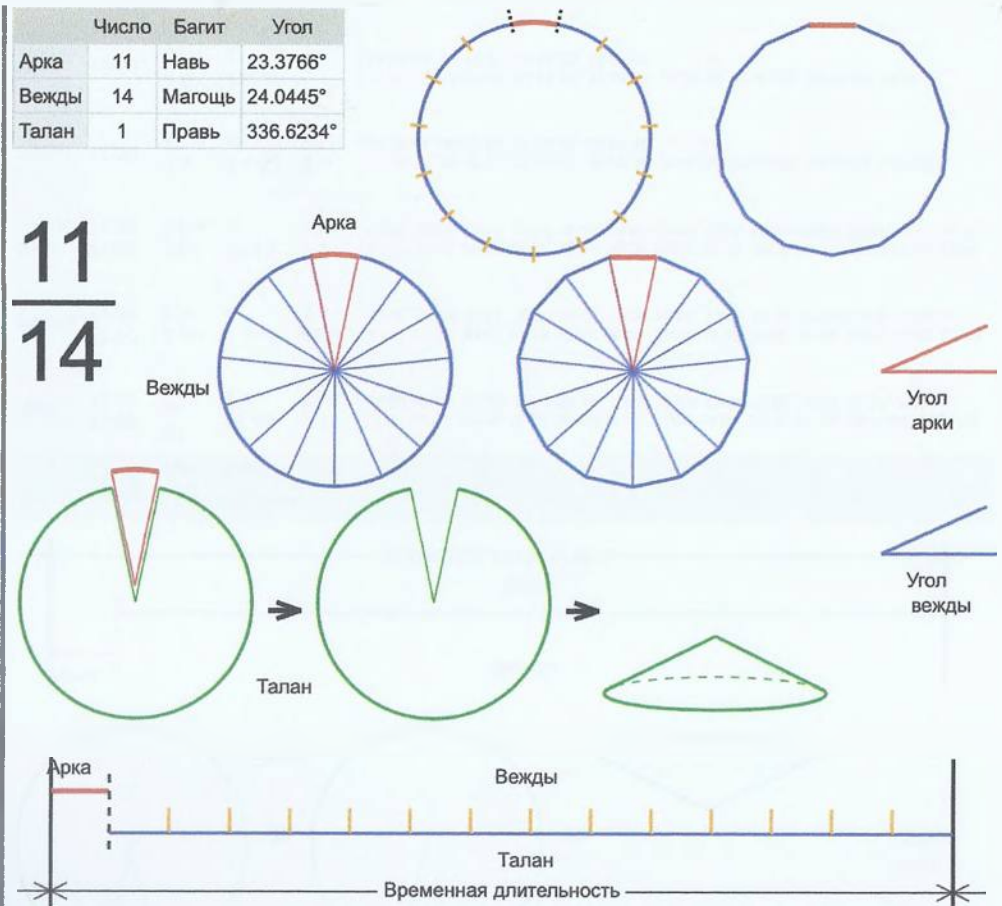 Число Багит Угол
Арка 11 Навь 23.3766°
Вежды 14 Магощь 24.0445°
Талан 1 Правь 336.6234°
11
14
Арка
Вежды
Угол
арки
Угол
вежды
Талан
Арка
Вежды
Талан
Временная длительность